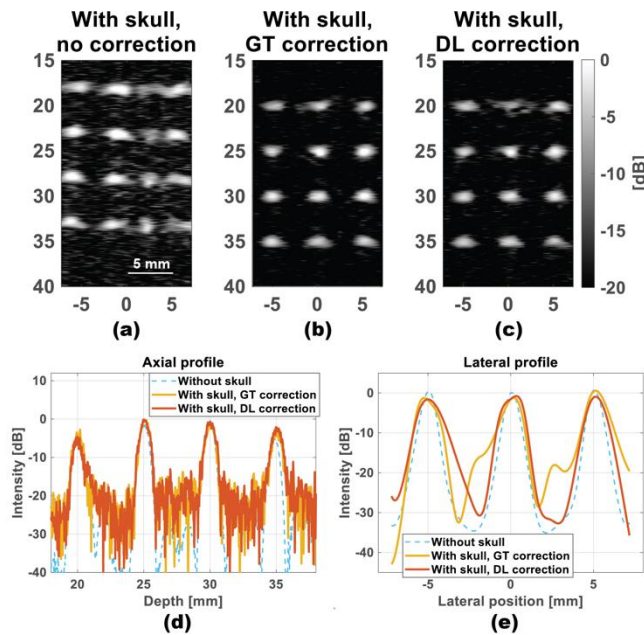 With skull, no correction
With skull, GT correction
With skull, DL correction
15
20
25
30
35
40
-5 0 5
5 mm
(a)
15
20
25
30
35
40
-5 0 5
(b)
15
20
25
30
35
40
-5 0 5
(c)
0
-5
-10
-15
-20
[dB]
Axial profile
Without skull
With skull, GT correction
With skull, DL correction
Intensity [dB]
10
0
-10
-20
-30
-40
20 25 30 35
Depth [mm]
(d)
Lateral profile
Intensity [dB]
0
-10
-20
-30
-40
Without skull
With skull, GT correction
With skull, DL correction
-5 0 5
Lateral position [mm]
(e)